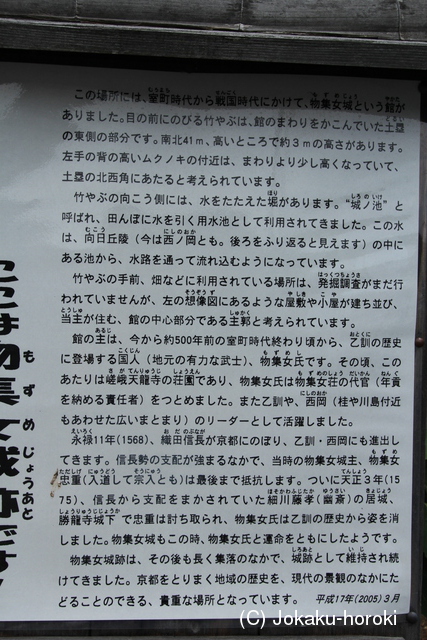 ここは物集女城跡です！
もずめじょうあと
この場所には、室町時代から戦国時代にかけて、物集女城という館が
ありました。目の前にのびる竹やぶは、館のまわりをかこんでいた土塁
の東側の部分です。南北41m、高いところで約3mの高さがあります。
左手の背の高いムクノキの付近は、まわりより少し高くなっていて、
土塁の北西角にあたると考えられています。
竹やぶの向こう側には、水をたたえた堀があります。“城ノ池”と
呼ばれ、田んぼに水を引く用水池として利用されてきました。この水
は、向日丘陵（今は西ノ岡とも。後ろをふり返ると見えます）の中に
ある池から、水路を通って流れ込むようになっています。
竹やぶの手前、畑などに利用されている場所は、発掘調査がまだ行
われていませんが、左の想像図にあるような屋敷や小屋が建ち並び、
当主が住む、館の中心部分である主郭と考えられています。
館の主は、今から約500年前の室町時代終わり頃から、乙訓の歴史
に登場する国人（地元の有力な武士）、物集女氏です。その頃、この
あたりは嵯峨天龍寺の荘園であり、物集女氏は物集女荘の代官（年貢
を納める責任者）をつとめました。また乙訓や、西岡（桂や川島付近
もあわせた広いまとまり）のリーダーとして活躍しました。
永禄11年(1568)、織田信長が京都にのぼり、乙訓・西岡にも進出し
てきます。信長勢の支配が強まるなかで、当時の物集女城主、物集女
忠重(入道して宗入とも)は最後まで抵抗します。ついに天正3年(15
75)、信長から支配をまかされていた細川藤孝(幽斎)の居城、
勝龍寺城下で忠重は討ち取られ、物集女氏は乙訓の歴史から姿を消
しました。物集女城もこの時、物集女氏と運命をともにしたようです。
物集女城跡は、その後も長く集落のなかで、城跡として維持され続
けてきました。京都をとりまく地域の歴史を、現代の景観のなかにた
どることのできる、貴重な場所となっています。 平成17年(2005)3月
(C) Jokaku-horoki